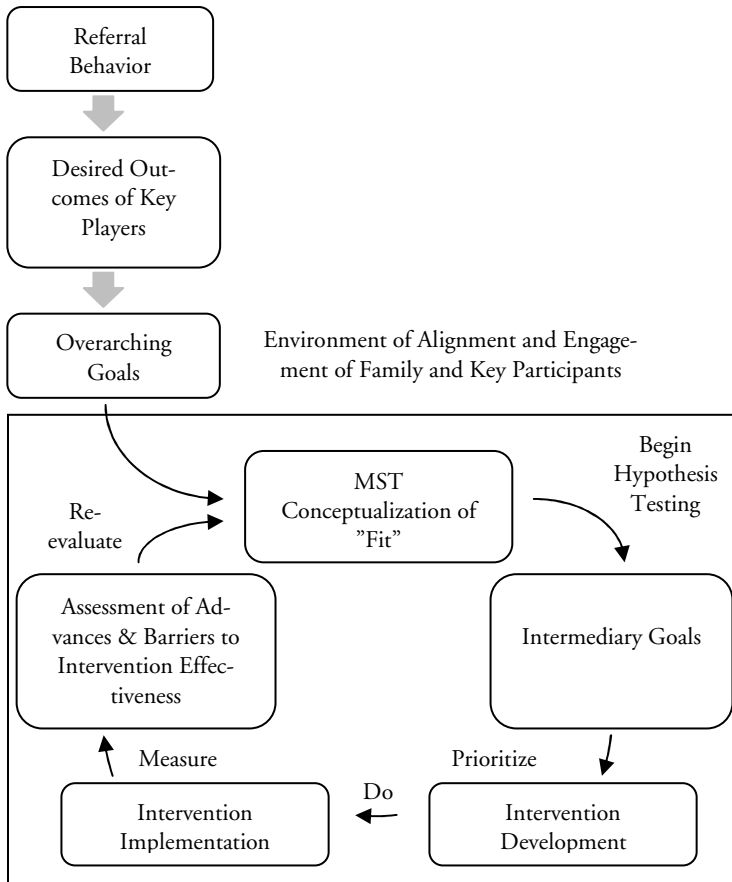 Referral
Behavior
Desired Out-
comes of Key
Players
Overarching
Goals
Environment of Alignment and Engage-
ment of Family and Key Participants
MST
Conceptualization of
”Fit”
Begin
Hypothesis
Testing
Re-
evaluate
Assessment of Ad-
vances & Barriers to
Intervention Effec-
tiveness
Intermediary Goals
Measure
Prioritize
Do
Intervention
Implementation
Intervention
Development